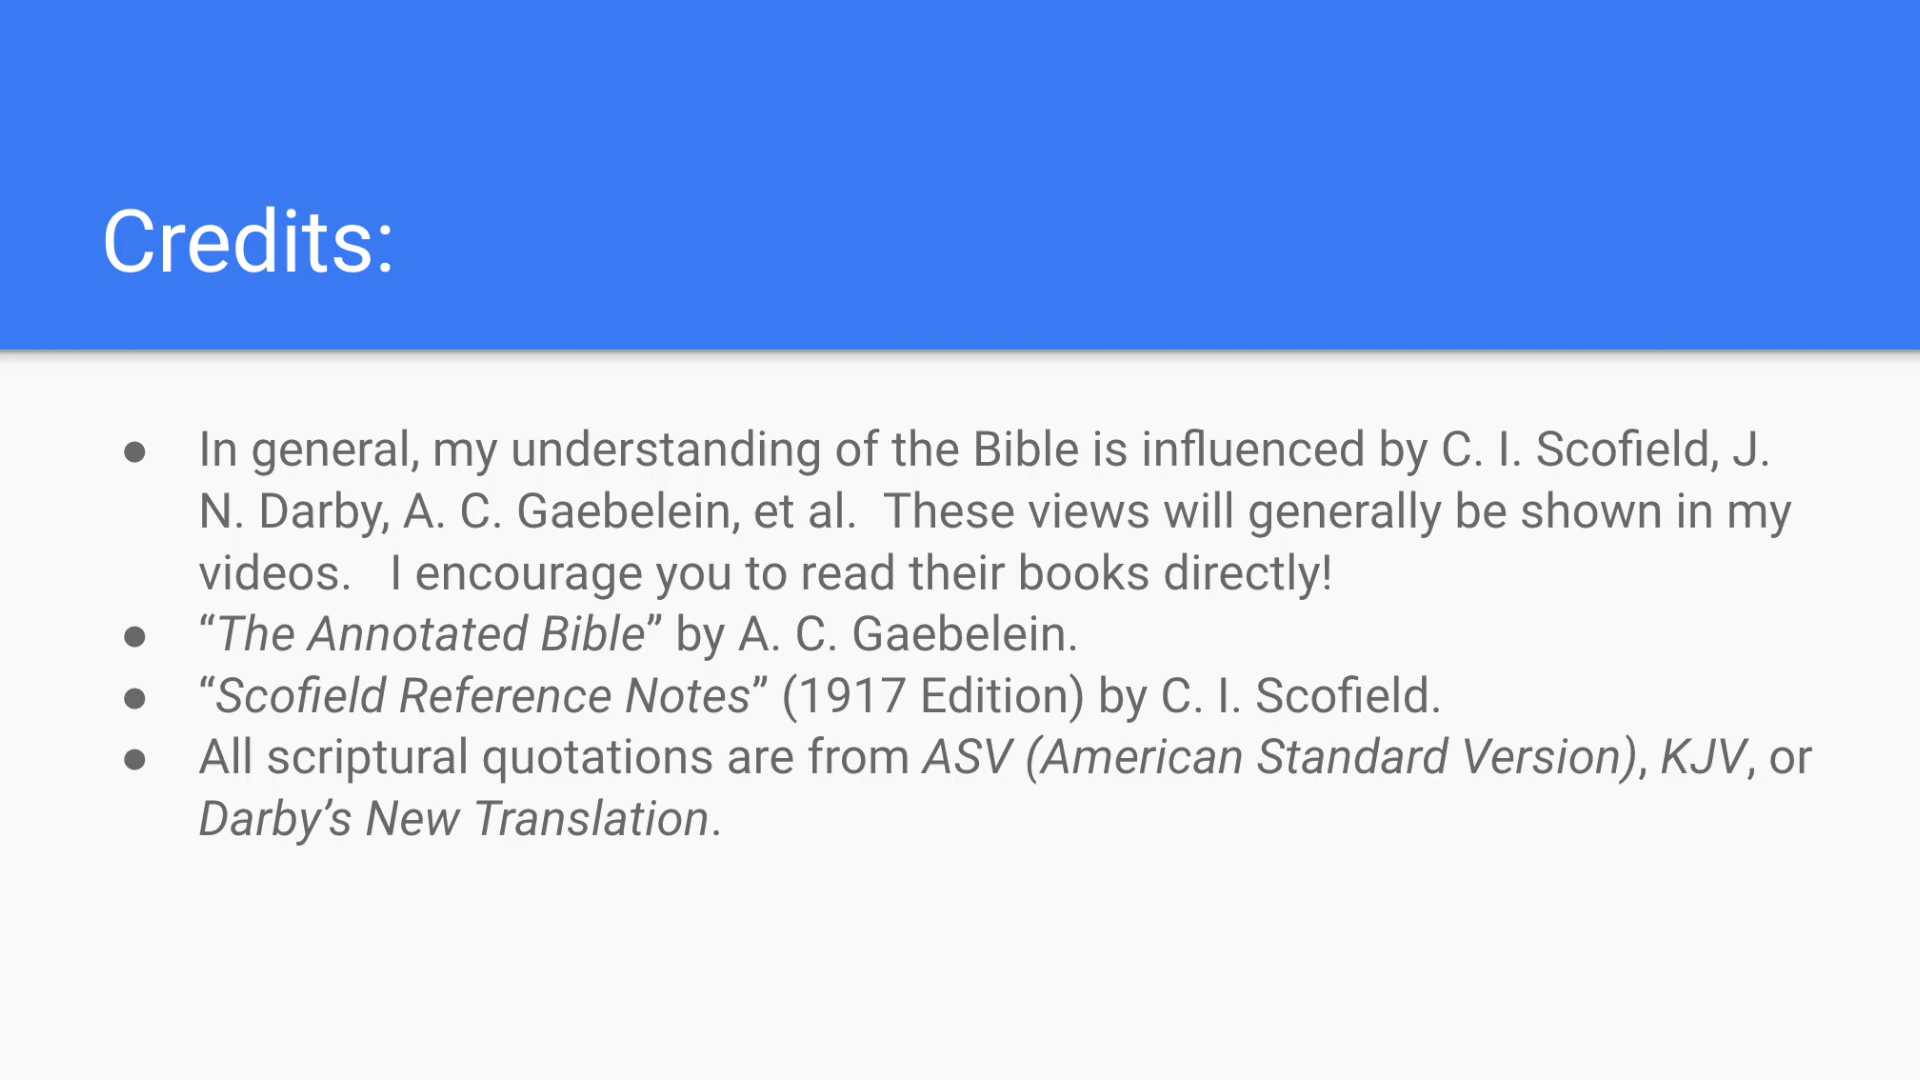 Credits:
● In general, my understanding of the Bible is influenced by C. I. Scofield, J.
N. Darby, A. C. Gaebelein, et al.  These views will generally be shown in my
videos.   I encourage you to read their books directly!
● “The Annotated Bible” by A. C. Gaebelein.
● “Scofield Reference Notes” (1917 Edition) by C. I. Scofield.
● All scriptural quotations are from ASV (American Standard Version), KJV, or
Darby’s New Translation.